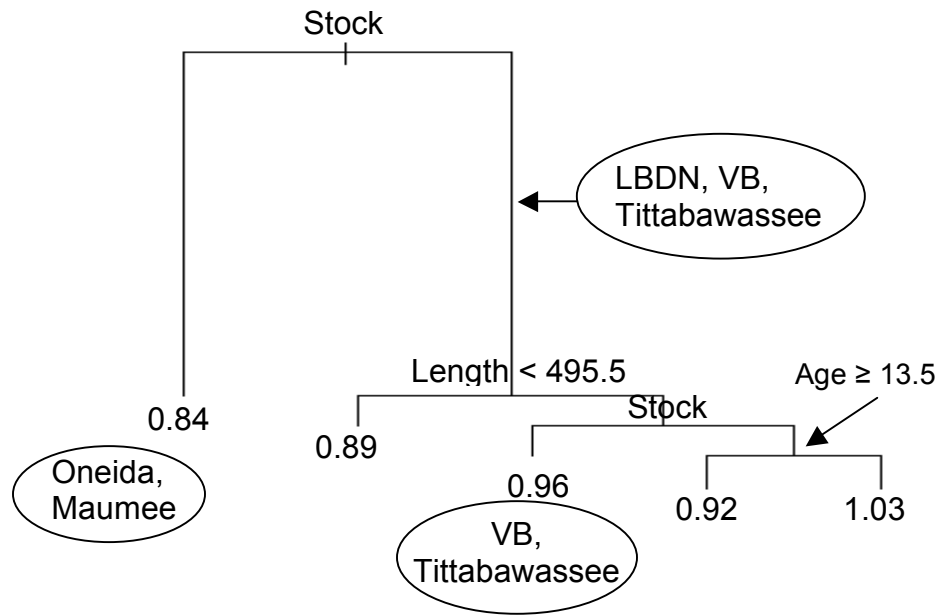 Stock
LBDN, VB,
Tittabawassee
Length < 495.5
Age ≥ 13.5
Stock
0.84
0.89
Oneida,
Maumee
0.96
0.92
1.03
VB,
Tittabawassee